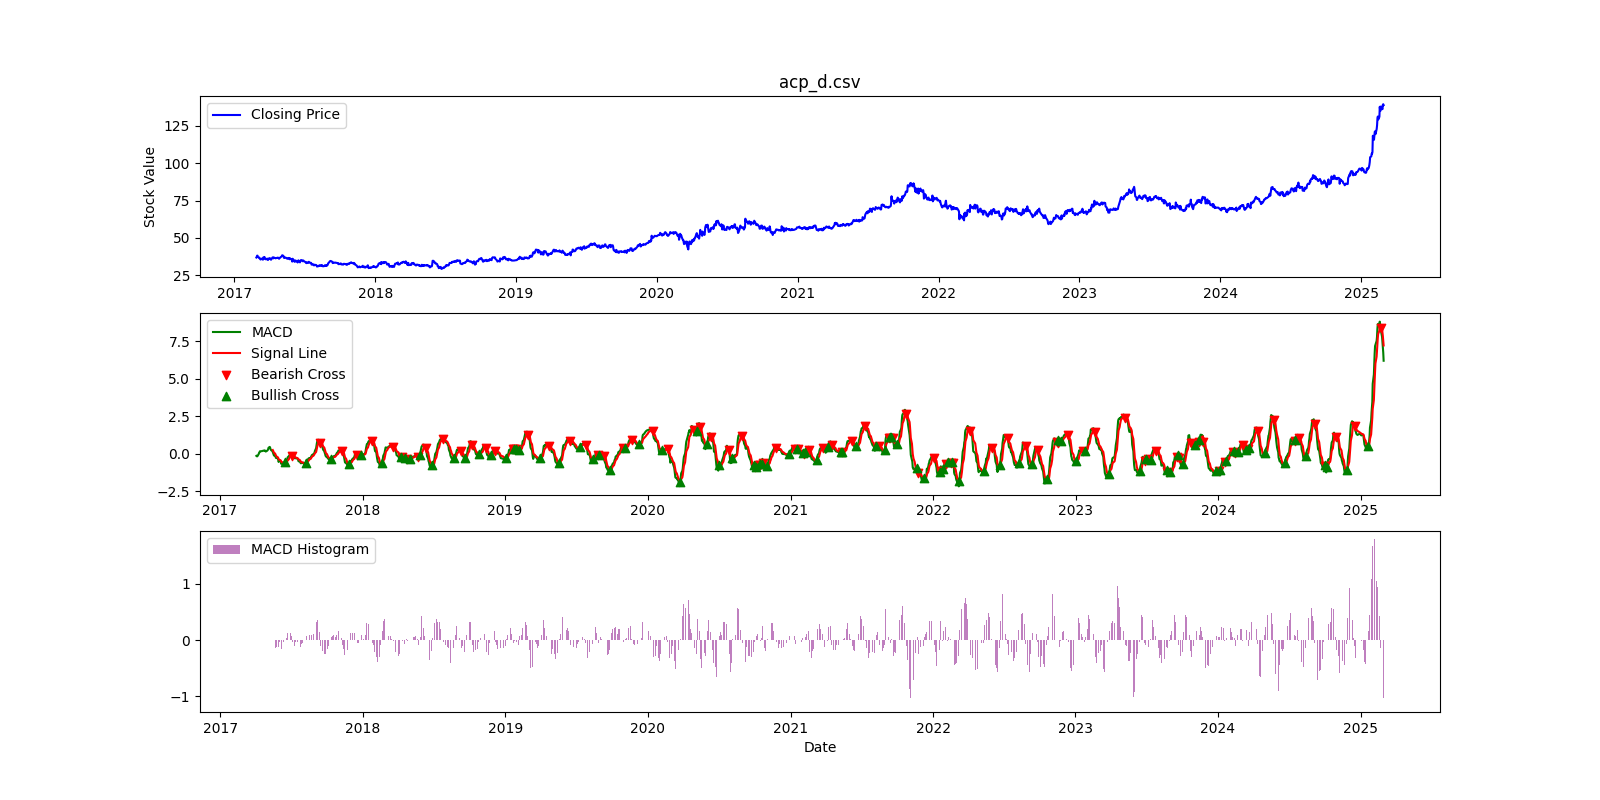 acp_d.csv
Closing Price
Stock Value
125
100
75
50
25
2017 2018 2019 2020 2021 2022 2023 2024 2025
MACD
Signal Line
Bearish Cross
Bullish Cross
7.5
5.0
2.5
0.0
−2.5
2017 2018 2019 2020 2021 2022 2023 2024 2025
MACD Histogram
1
0
−1
2017 2018 2019 2020 2021 2022 2023 2024 2025
Date